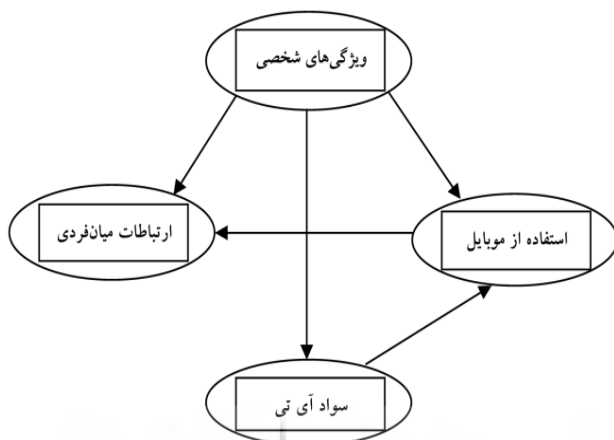 ویژگی‌های شخصی
استفاده از موبایل
ارتباطات میان‌فردی
سواد آی تی